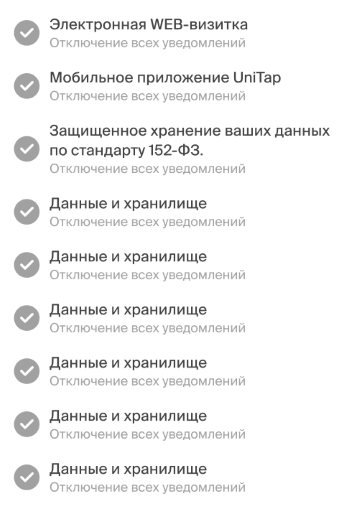 Электронная WEB-визитка
Отключение всех уведомлений
Мобильное приложение UniTap
Отключение всех уведомлений
Защищенное хранение ваших данных
по стандарту 152-ФЗ.
Отключение всех уведомлений
Данные и хранилище
Отключение всех уведомлений
Данные и хранилище
Отключение всех уведомлений
Данные и хранилище
Отключение всех уведомлений
Данные и хранилище
Отключение всех уведомлений
Данные и хранилище
Отключение всех уведомлений
Данные и хранилище
Отключение всех уведомлений